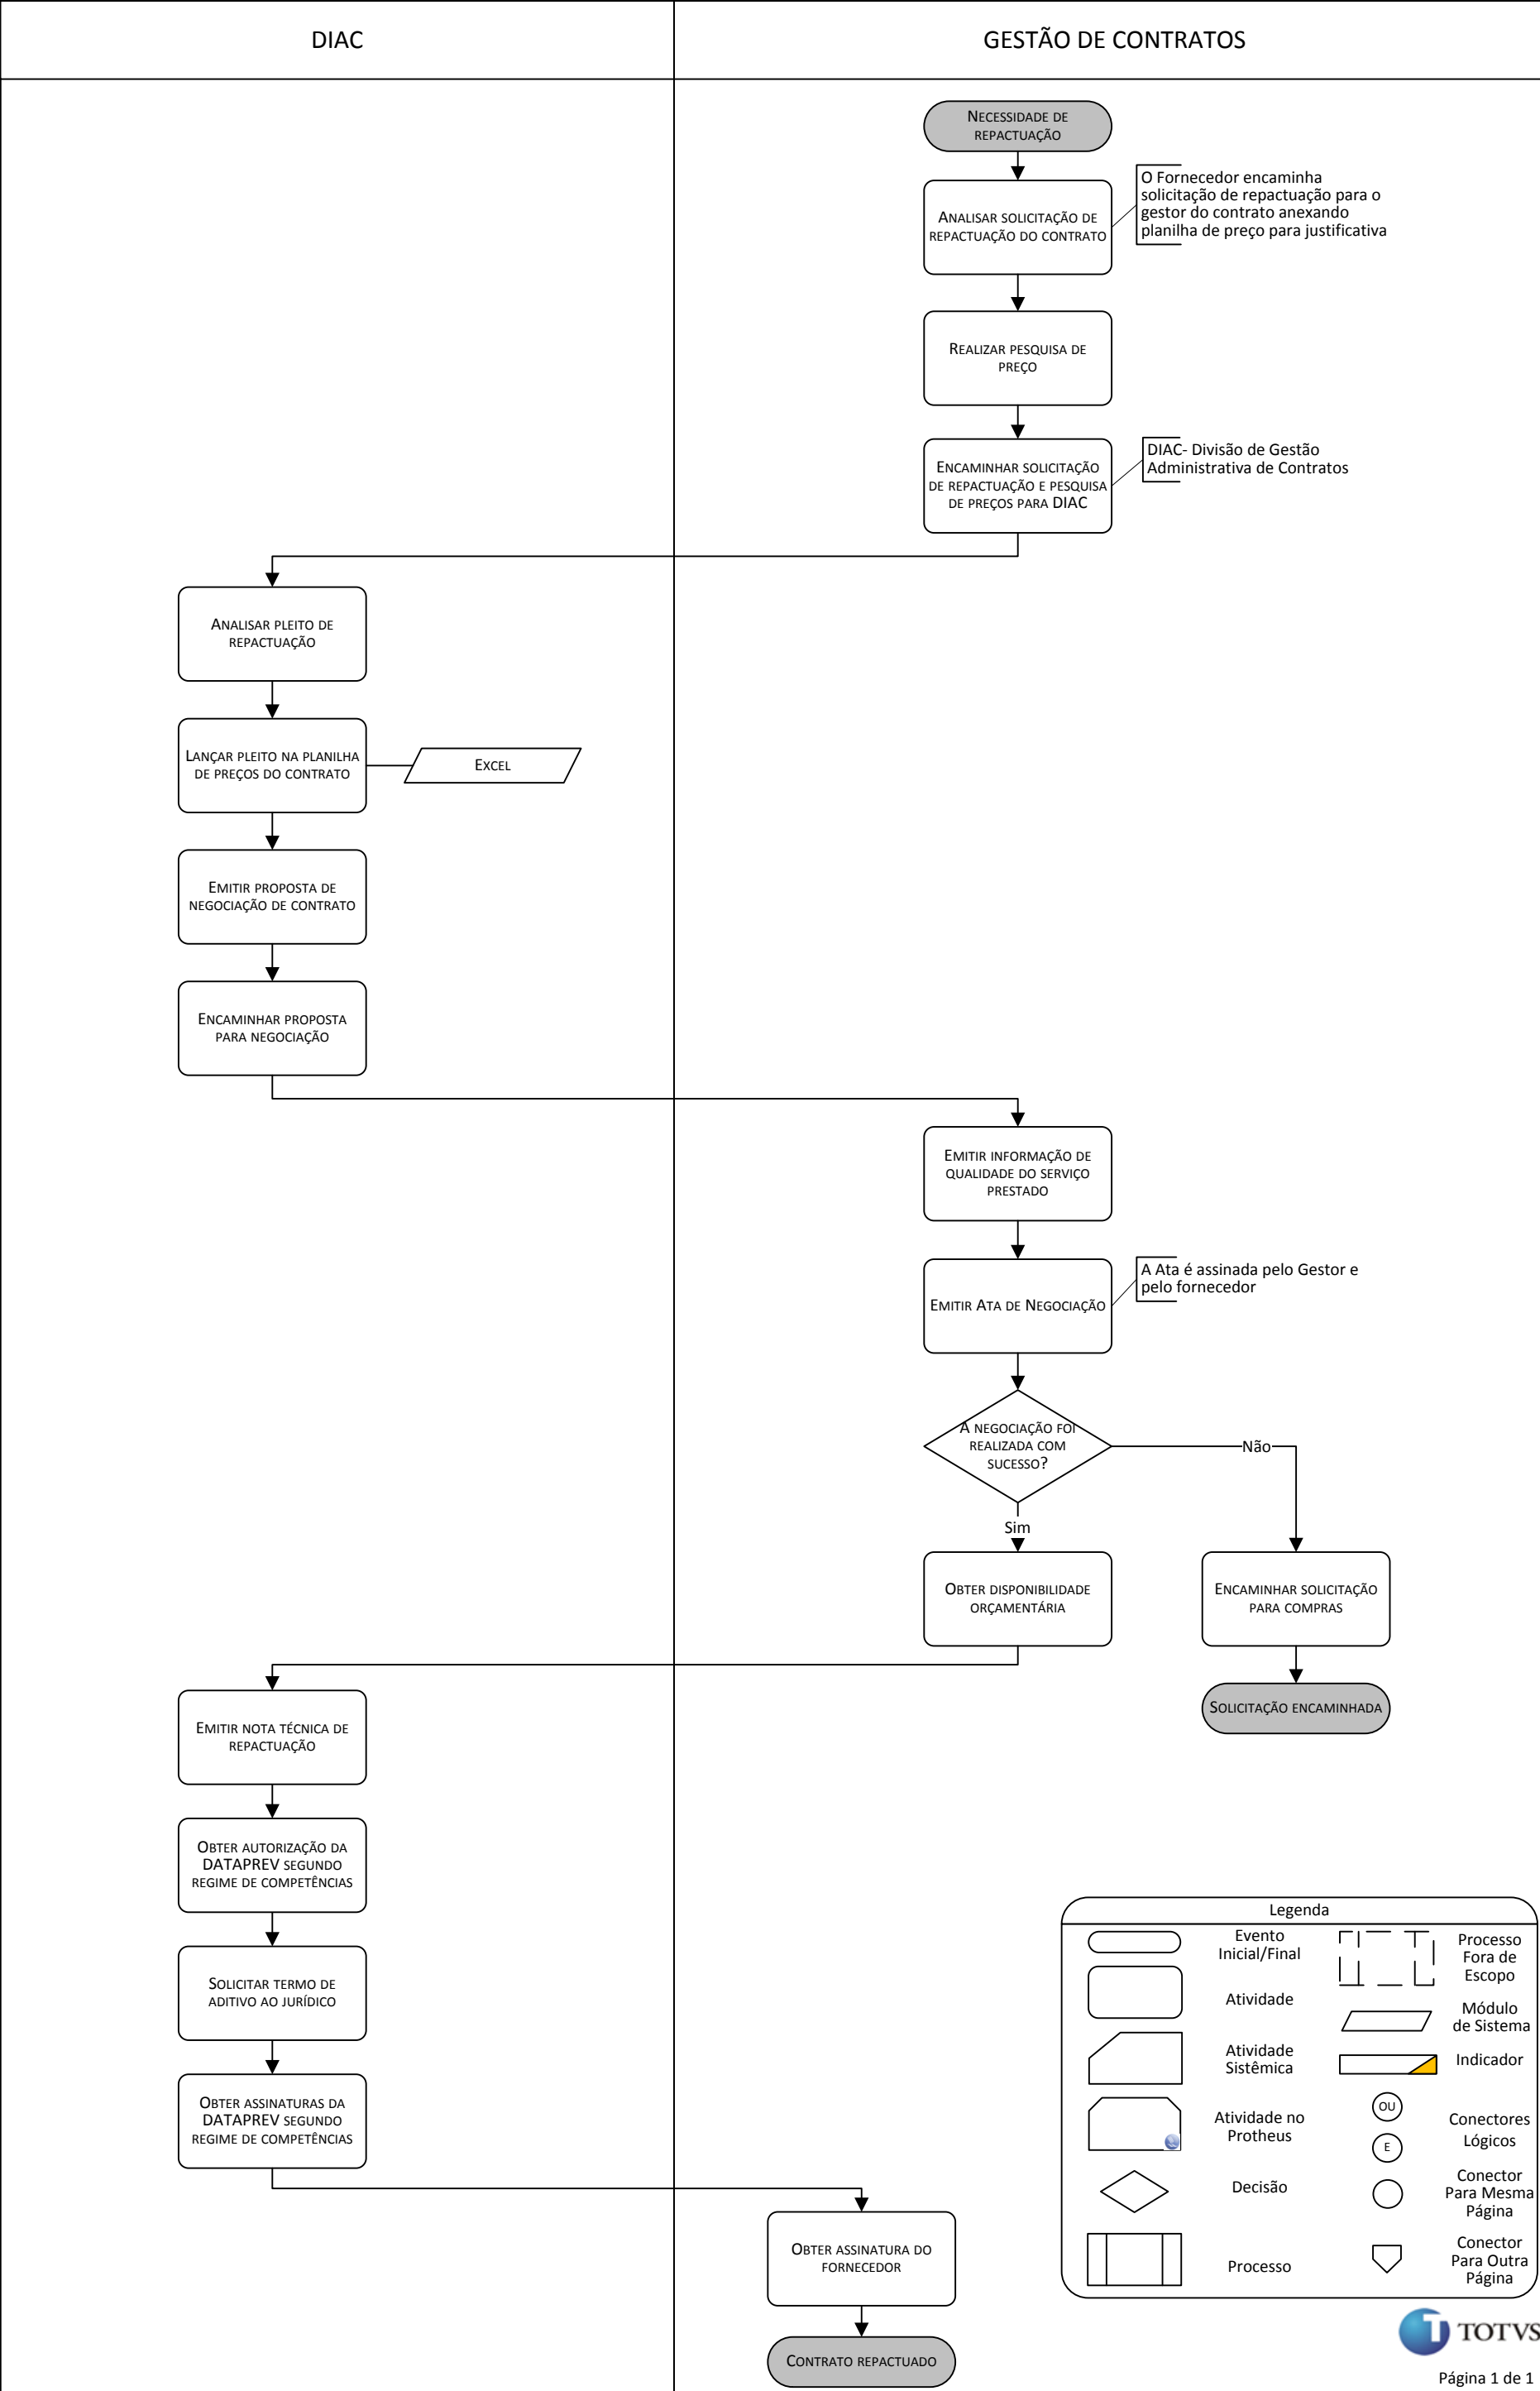 DIAC
GESTÃO DE CONTRATOS
NECESSIDADE DE
REPACTUAÇÃO
ANALISAR SOLICITAÇÃO DE
REPACTUAÇÃO DO CONTRATO
O Fornecedor encaminha
solicitação de repactuação para o
gestor do contrato anexando
planilha de preço para justificativa
REALIZAR PESQUISA DE
PREÇO
ENCAMINHAR SOLICITAÇÃO
DE REPACTUAÇÃO E PESQUISA
DE PREÇOS PARA DIAC
DIAC- Divisão de Gestão
Administrativa de Contratos
ANALISAR PLEITO DE
REPACTUAÇÃO
LANÇAR PLEITO NA PLANILHA
DE PREÇOS DO CONTRATO
EXCEL
EMITIR PROPOSTA DE
NEGOCIAÇÃO DE CONTRATO
ENCAMINHAR PROPOSTA
PARA NEGOCIAÇÃO
EMITIR INFORMAÇÃO DE
QUALIDADE DO SERVIÇO
PRESTADO
EMITIR ATA DE NEGOCIAÇÃO
A Ata é assinada pelo Gestor e
pelo fornecedor
A NEGOCIAÇÃO FOI
REALIZADA COM
SUCESSO?
Não
Sim
OBTER DISPONIBILIDADE
ORÇAMENTÁRIA
ENCAMINHAR SOLICITAÇÃO
PARA COMPRAS
SOLICITAÇÃO ENCAMINHADA
EMITIR NOTA TÉCNICA DE
REPACTUAÇÃO
OBTER AUTORIZAÇÃO DA
DATAPREV SEGUNDO
REGIME DE COMPETÊNCIAS
SOLICITAR TERMO DE
ADITIVO AO JURÍDICO
OBTER ASSINATURAS DA
DATAPREV SEGUNDO
REGIME DE COMPETÊNCIAS
OBTER ASSINATURA DO
FORNECEDOR
CONTRATO REPACTUADO
Legenda
Evento
Inicial/Final
Atividade
Atividade
Sistêmica
Atividade no
Protheus
Decisão
Processo
Processo
Fora de
Escopo
Módulo
de Sistema
Indicador
OU
E
Conectores
Lógicos
Conector
Para Mesma
Página
Conector
Para Outra
Página
TOTVS
Página 1 de 1